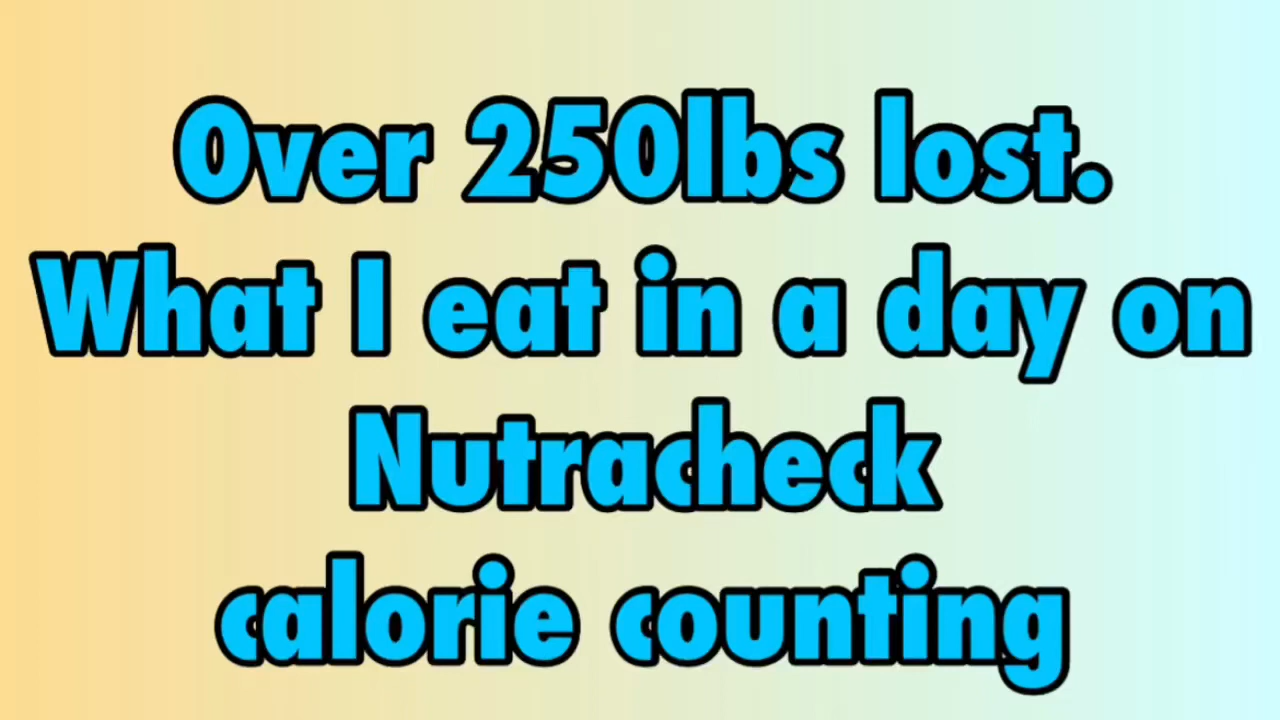 Over 250lbs lost.
What I eat in a day on
Nutracheck
calorie counting